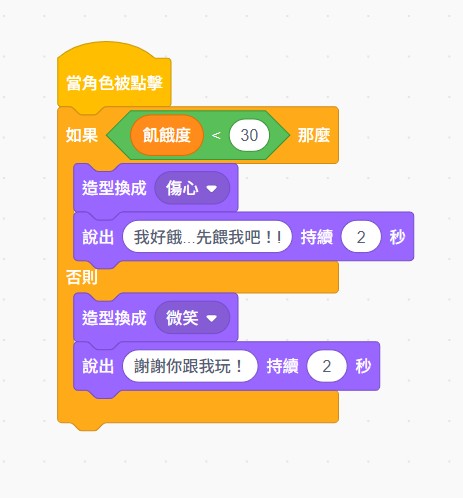 當角色被點擊
如果 飢餓度 < 30 那麼
造型換成 傷心
說出 我好餓...先餵我吧！! 持續 2 秒
否則
造型換成 微笑
說出 謝謝你跟我玩！ 持續 2 秒